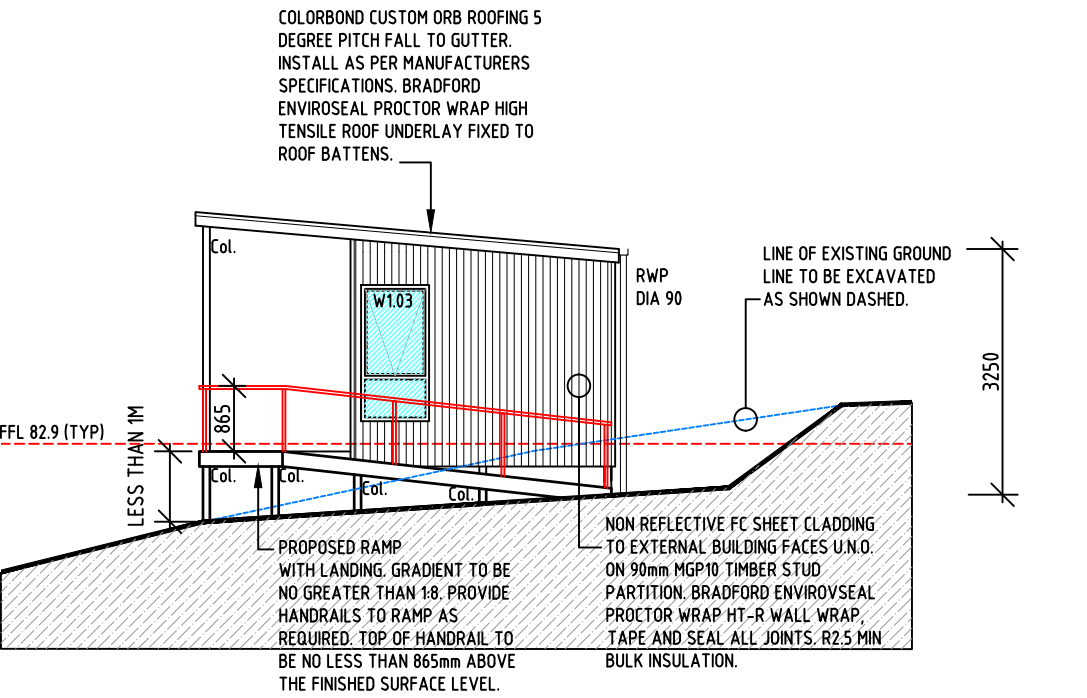 COLORBOND CUSTOM ORB ROOFING 5
DEGREE PITCH FALL TO GUTTER.
INSTALL AS PER MANUFACTURERS
SPECIFICATIONS. BRADFORD
ENVIROSEAL PROCTOR WRAP HIGH
TENSILE ROOF UNDERLAY FIXED TO
ROOF BATTENS.
Col.
LINE OF EXISTING GROUND
LINE TO BE EXCAVATED
AS SHOWN DASHED.
RWP
DIA 90
W1.03
3250
865
LESS THAN 1M
FFL 82.9 (TYP)
Col.
Col.
Col.
Col.
PROPOSED RAMP
WITH LANDING. GRADIENT TO BE
NO GREATER THAN 1:8. PROVIDE
HANDRAILS TO RAMP AS
REQUIRED. TOP OF HANDRAIL TO
BE NO LESS THAN 865mm ABOVE
THE FINISHED SURFACE LEVEL.
NON REFLECTIVE FC SHEET CLADDING
TO EXTERNAL BUILDING FACES U.N.O.
ON 90mm MGP10 TIMBER STUD
PARTITION. BRADFORD ENVIROVSEAL
PROCTOR WRAP HT-R WALL WRAP,
TAPE AND SEAL ALL JOINTS. R2.5 MIN
BULK INSULATION.